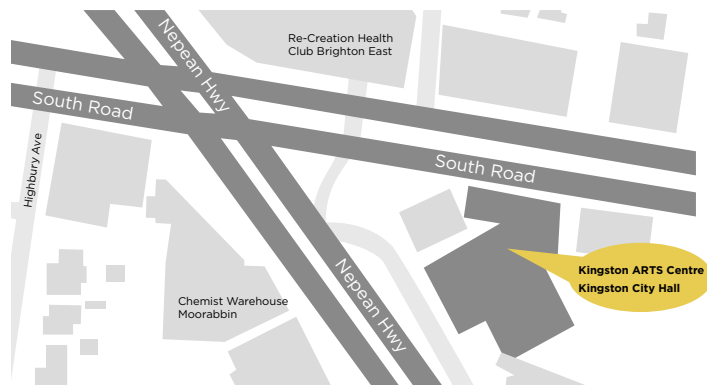 Nepean Hwy
Re-Creation Health
Club Brighton East
South Road
Highbury Ave
South Road
Kingston ARTS Centre
Kingston City Hall
Nepean Hwy
Chemist Warehouse
Moorabbin